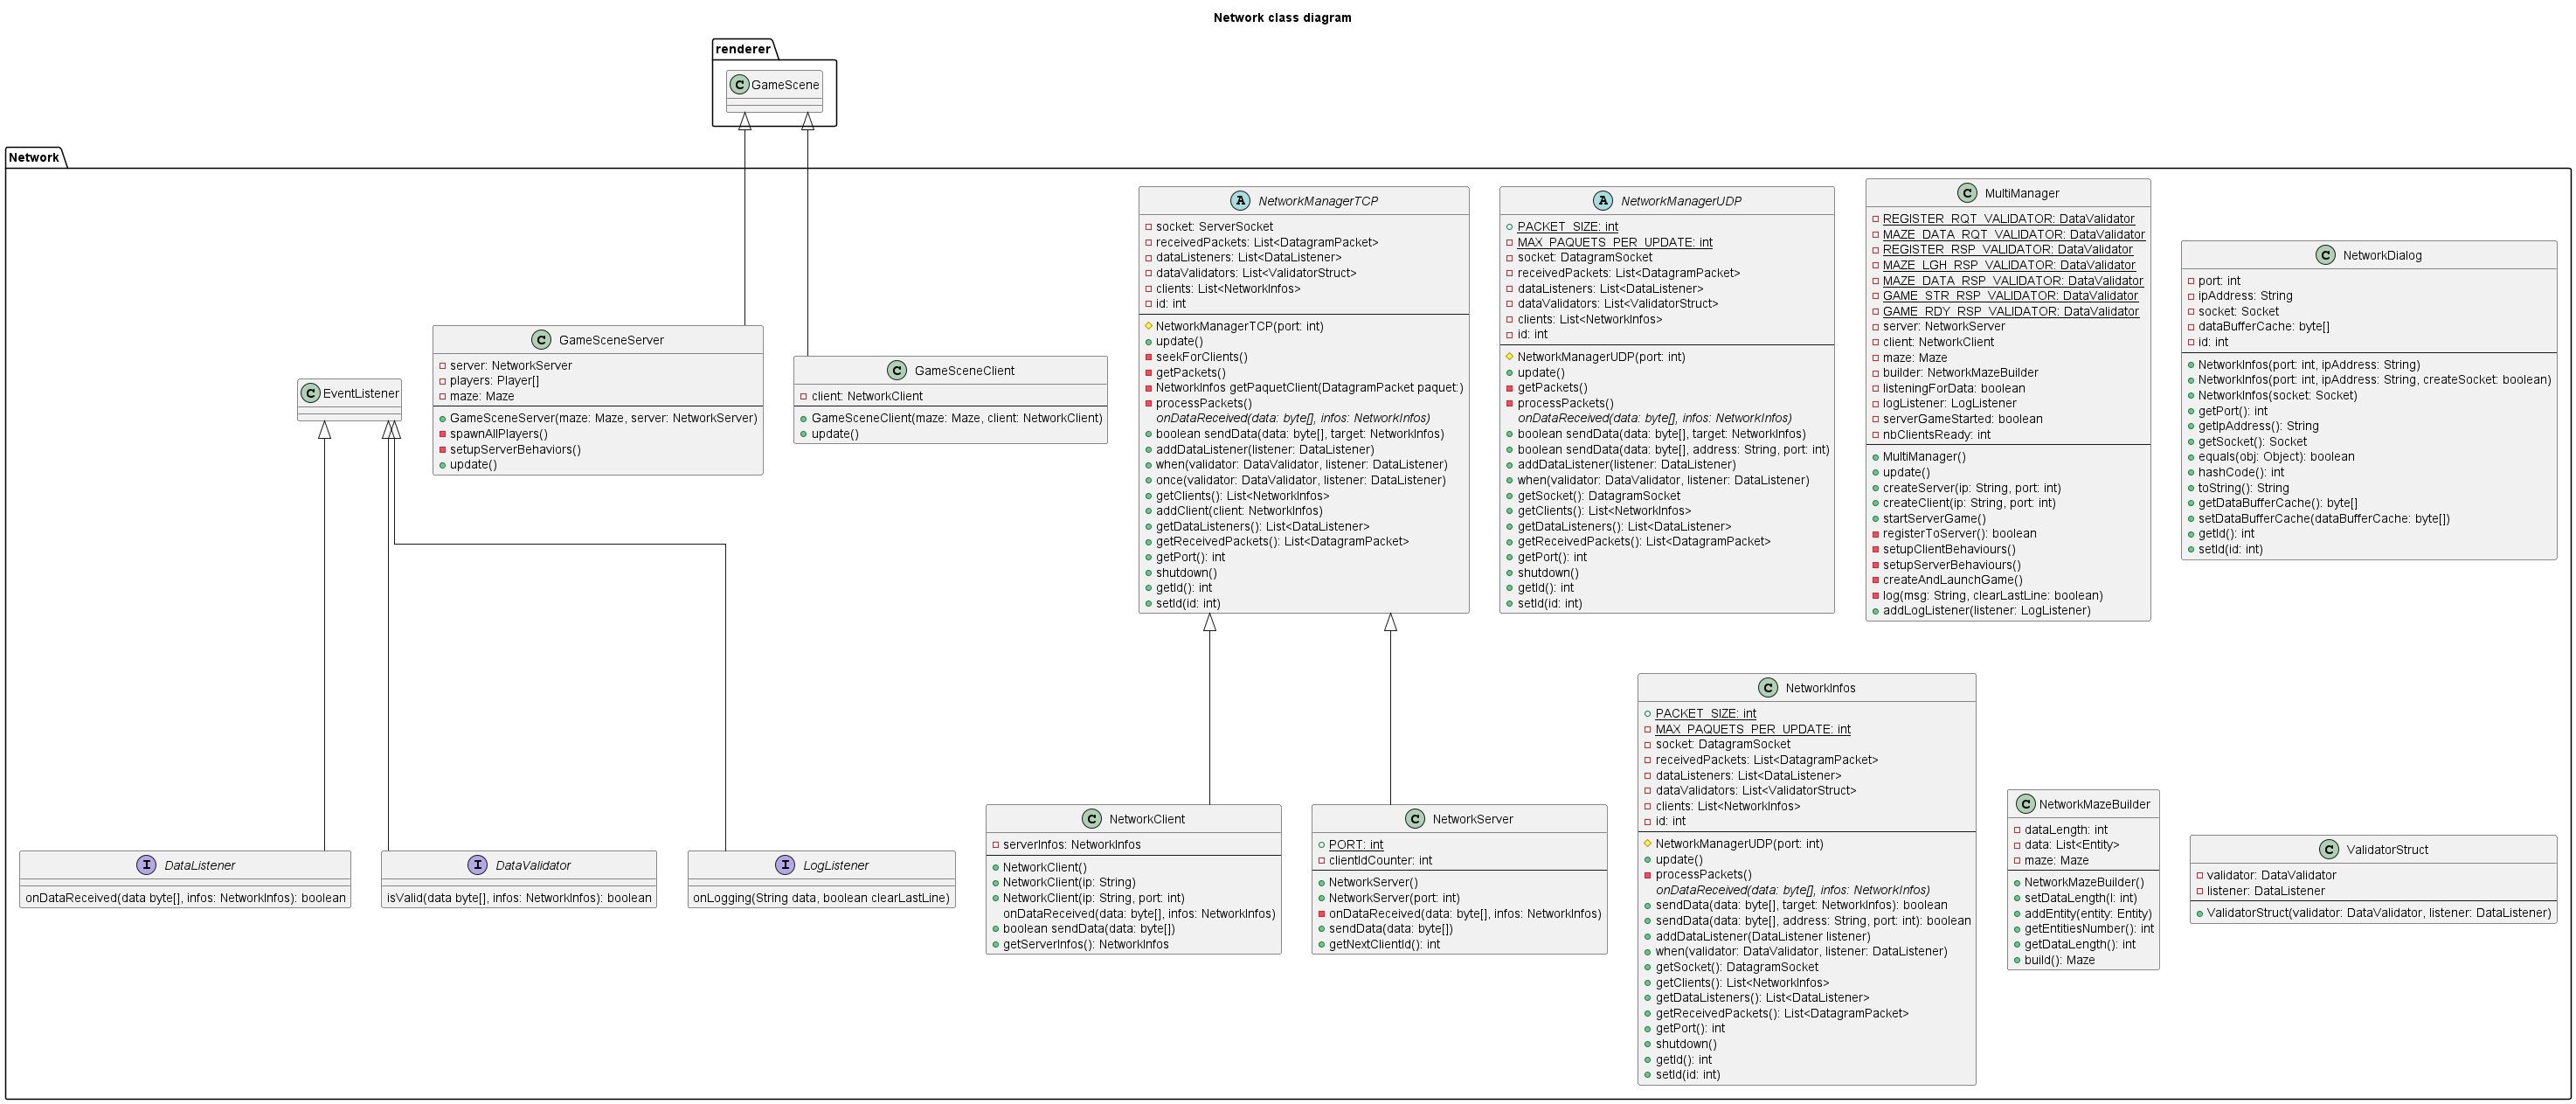 Network class diagram
renderer
C GameScene
Network
C EventListener
C GameSceneServer
server: NetworkServer
players: Player[]
maze: Maze
GameSceneServer(maze: Maze, server: NetworkServer)
spawnAllPlayers()
setupServerBehaviors()
update()
C GameSceneClient
client: NetworkClient
GameSceneClient(maze: Maze, client: NetworkClient)
update()
A NetworkManagerTCP
socket: ServerSocket
receivedPackets: List<DatagramPacket>
dataListeners: List<DataListener>
dataValidators: List<ValidatorStruct>
clients: List<NetworkInfos>
id: int
NetworkManagerTCP(port: int)
update()
seekForClients()
getPackets()
NetworkInfos getPaquetClient(DatagramPacket paquet:)
processPackets()
onDataReceived(data: byte[], infos: NetworkInfos)
boolean sendData(data: byte[], target: NetworkInfos)
addDataListener(listener: DataListener)
when(validator: DataValidator, listener: DataListener)
once(validator: DataValidator, listener: DataListener)
getClients(): List<NetworkInfos>
addClient(client: NetworkInfos)
getDataListeners(): List<DataListener>
getReceivedPackets(): List<DatagramPacket>
getPort(): int
shutdown()
getId(): int
setId(id: int)
A NetworkManagerUDP
PACKET_SIZE: int
MAX_PAQUETS_PER_UPDATE: int
socket: DatagramSocket
receivedPackets: List<DatagramPacket>
dataListeners: List<DataListener>
dataValidators: List<ValidatorStruct>
clients: List<NetworkInfos>
id: int
NetworkManagerUDP(port: int)
update()
getPackets()
processPackets()
onDataReceived(data: byte[], infos: NetworkInfos)
boolean sendData(data: byte[], target: NetworkInfos)
boolean sendData(data: byte[], address: String, port: int)
addDataListener(listener: DataListener)
when(validator: DataValidator, listener: DataListener)
getSocket(): DatagramSocket
getClients(): List<NetworkInfos>
getDataListeners(): List<DataListener>
getReceivedPackets(): List<DatagramPacket>
getPort(): int
shutdown()
getId(): int
setId(id: int)
C MultiManager
REGISTER_RQT_VALIDATOR: DataValidator
MAZE_DATA_RQT_VALIDATOR: DataValidator
REGISTER_RSP_VALIDATOR: DataValidator
MAZE_LGH_RSP_VALIDATOR: DataValidator
MAZE_DATA_RSP_VALIDATOR: DataValidator
GAME_STR_RSP_VALIDATOR: DataValidator
GAME_RDY_RSP_VALIDATOR: DataValidator
server: NetworkServer
client: NetworkClient
maze: Maze
builder: NetworkMazeBuilder
listeningForData: boolean
logListener: LogListener
serverGameStarted: boolean
nbClientsReady: int
MultiManager()
update()
createServer(ip: String, port: int)
createClient(ip: String, port: int)
startServerGame()
registerToServer(): boolean
setupClientBehaviours()
setupServerBehaviours()
createAndLaunchGame()
log(msg: String, clearLastLine: boolean)
addLogListener(listener: LogListener)
C NetworkDialog
port: int
ipAddress: String
socket: Socket
dataBufferCache: byte[]
id: int
NetworkInfos(port: int, ipAddress: String)
NetworkInfos(port: int, ipAddress: String, createSocket: boolean)
NetworkInfos(socket: Socket)
getPort(): int
getIpAddress(): String
getSocket(): Socket
equals(obj: Object): boolean
hashCode(): int
toString(): String
getDataBufferCache(): byte[]
setDataBufferCache(dataBufferCache: byte[])
getId(): int
setId(id: int)
I DataListener
onDataReceived(data byte[], infos: NetworkInfos): boolean
I DataValidator
isValid(data byte[], infos: NetworkInfos): boolean
I LogListener
onLogging(String data, boolean clearLastLine)
C NetworkClient
serverInfos: NetworkInfos
NetworkClient()
NetworkClient(ip: String)
NetworkClient(ip: String, port: int)
onDataReceived(data: byte[], infos: NetworkInfos)
boolean sendData(data: byte[])
getServerInfos(): NetworkInfos
C NetworkServer
PORT: int
clientIdCounter: int
NetworkServer()
NetworkServer(port: int)
onDataReceived(data: byte[], infos: NetworkInfos)
sendData(data: byte[])
getNextClientId(): int
C NetworkInfos
PACKET_SIZE: int
MAX_PAQUETS_PER_UPDATE: int
socket: DatagramSocket
receivedPackets: List<DatagramPacket>
dataListeners: List<DataListener>
dataValidators: List<ValidatorStruct>
clients: List<NetworkInfos>
id: int
NetworkManagerUDP(port: int)
update()
processPackets()
onDataReceived(data: byte[], infos: NetworkInfos)
sendData(data: byte[], target: NetworkInfos): boolean
sendData(data: byte[], address: String, port: int): boolean
addDataListener(DataListener listener)
when(validator: DataValidator, listener: DataListener)
getSocket(): DatagramSocket
getClients(): List<NetworkInfos>
getDataListeners(): List<DataListener>
getReceivedPackets(): List<DatagramPacket>
getPort(): int
shutdown()
getId(): int
setId(id: int)
C NetworkMazeBuilder
dataLength: int
data: List<Entity>
maze: Maze
NetworkMazeBuilder()
setDataLength(l: int)
addEntity(entity: Entity)
getEntitiesNumber(): int
getDataLength(): int
build(): Maze
C ValidatorStruct
validator: DataValidator
listener: DataListener
ValidatorStruct(validator: DataValidator, listener: DataListener)